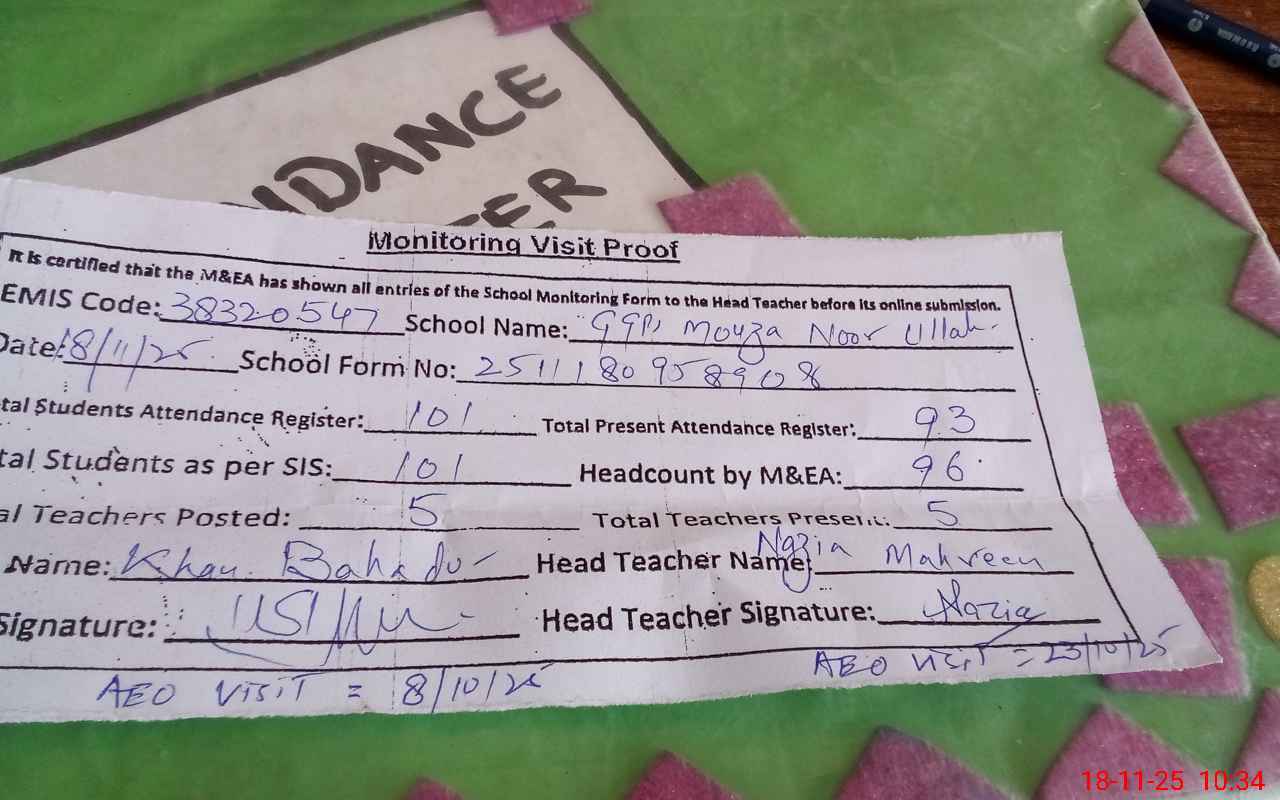 NDANCE
TER
Monitoring Visit Proof
It is certified that the M&EA has shown all entries of the School Monitoring Form to the Head Teacher before its online submission.
EMIS Code: 38320547 School Name: GGPS Mouza Noor Ullah.
Date: 18/11/25 School Form No: 2511180958908
tal Students Attendance Register: 101 Total Present Attendance Register: 93
tal Students as per SIS: 101 Headcount by M&EA: 96
al Teachers Posted: 5 Total Teachers Present: 5
Name: Khan Bahadur Head Teacher Name: Nazia Mahveen
Signature: Head Teacher Signature: Nazia
AEO VISIT = 8/10/25 AEO VISIT = 23/10/25
18-11-25 10:34